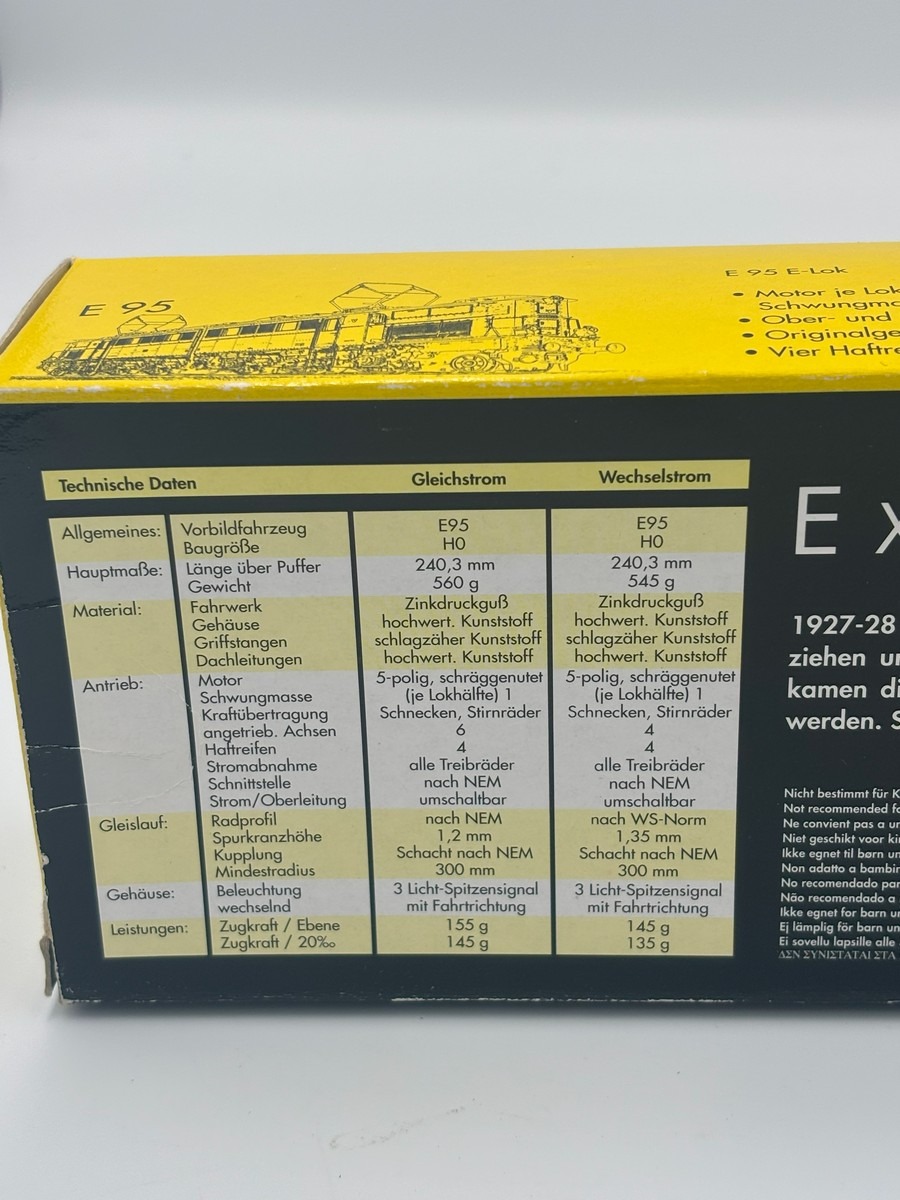 E 95
E 95 E-Lok
• Motor je Lok
• Ober- und
• Vier
Technische Daten Gleichstrom Wechselstrom
Allgemeines: Vorbildfahrzeug E95 E95
Baugröße H0 H0
Hauptmaße: Länge über Puffer 240,3 mm 240,3 mm
Gewicht 560 g 545 g
Material: Fahrwerk Zinkdruckguß Zinkdruckguß
Gehäuse hochwert. Kunststoff hochwert. Kunststoff
Griffstangen schlagzäher Kunststoff schlagzäher Kunststoff
Dachleitungen hochwert. Kunststoff hochwert. Kunststoff
Antrieb: Motor 5-polig, schräggenutet 5-polig, schräggenutet
Schwungmasse (je Lokhälfte) 1 (je Lokhälfte) 1
Kraftübertragung Schnecken, Stirnräder Schnecken, Stirnräder
angetrieb. Achsen 6 4
Haftreifen 4 4
Stromabnahme alle Treibräder alle Treibräder
Schnittstelle nach NEM nach NEM
Strom/Oberleitung umschaltbar umschaltbar
Gleislauf: Radprofil nach NEM nach WS-Norm
Spurkranzhöhe 1,2 mm 1,35 mm
Kupplung Schacht nach NEM Schacht nach NEM
Mindestradius 300 mm 300 mm
Gehäuse: Beleuchtung 3 Licht-Spitzensignal 3 Licht-Spitzensignal
wechselnd mit Fahrtrichtung mit Fahrtrichtung
Leistungen: Zugkraft / Ebene 155 g 145 g
Zugkraft / 20‰ 145 g 135 g
E
1927-28
ziehen
kamen
werden.
Nicht bestimmt für
Not recommended
Ne convient pas a
Niet geschikt voor
Ikke egnet til børn
Non adatto a
No recomendado
Não recomendado a
Ikke egnet for barn
Ej lämplig för barn
Ei sovellu lapsille alle
ΔΕΝ ΣΥΝΙΣΤΑΤΑΙ ΣΤΑ